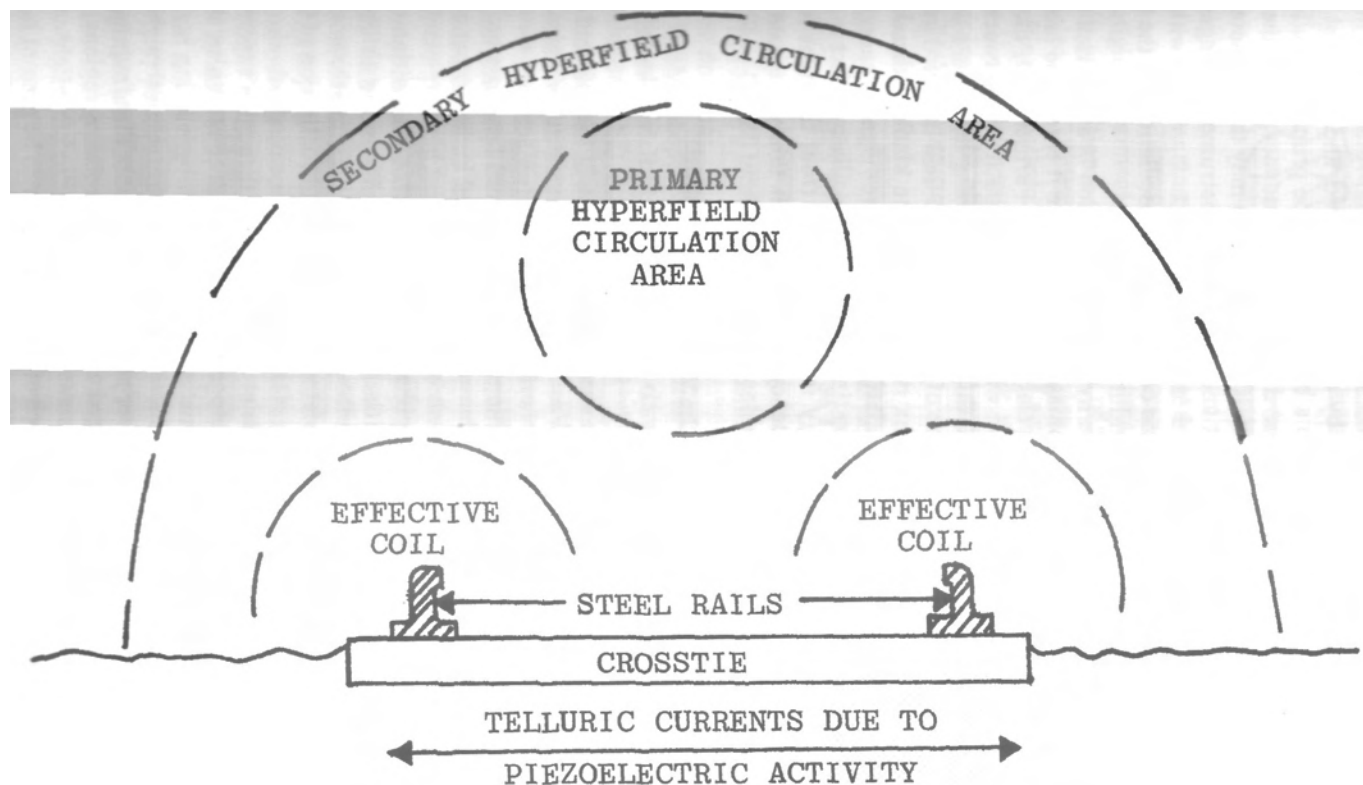 SECONDARY HYPERFIELD CIRCULATION AREA
PRIMARY
HYPERFIELD
CIRCULATION
AREA
EFFECTIVE
COIL
EFFECTIVE
COIL
STEEL RAILS
CROSSTIE
TELLURIC CURRENTS DUE TO
PIEZOELECTRIC ACTIVITY